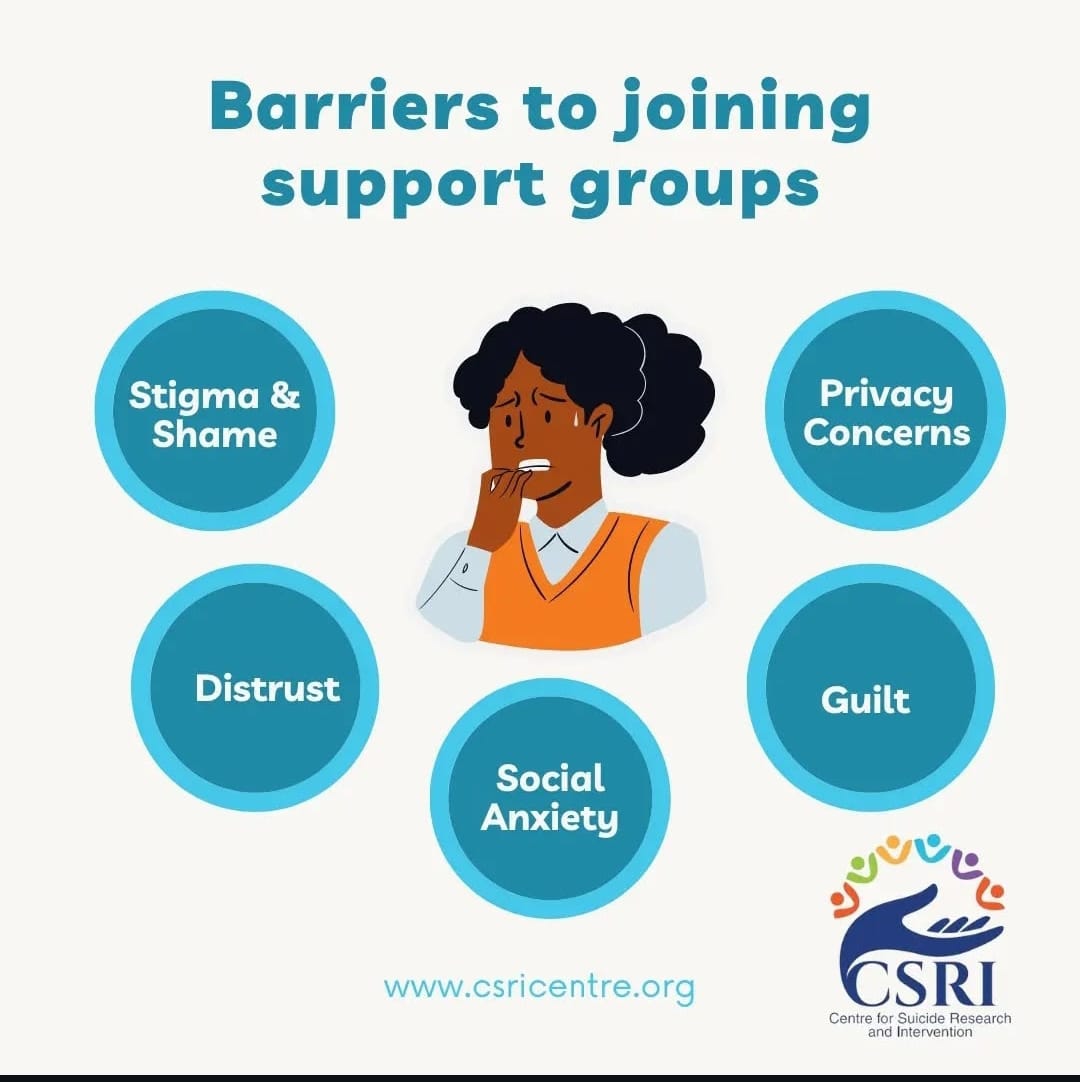 Barriers to joining
support groups
Stigma &
Shame
Privacy
Concerns
Distrust
Guilt
Social
Anxiety
www.csricentre.org
CSRI
Centre for Suicide Research
and Intervention